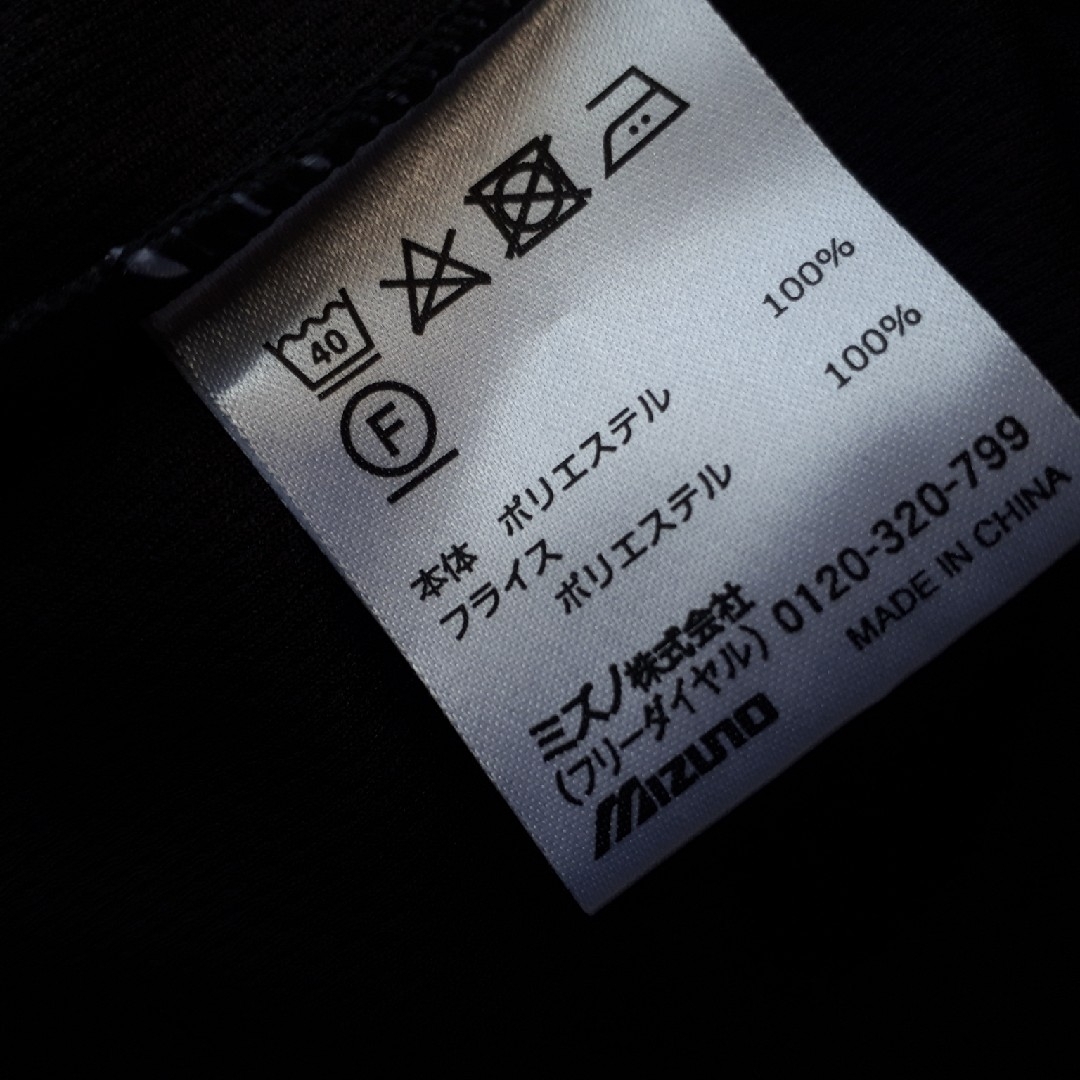 40
F
本体 ポリエステル 100%
フライス
ポリエステル 100%
ミズノ株式会社
(フリーダイヤル) 0120-320-799
Mizuno MADE IN CHINA